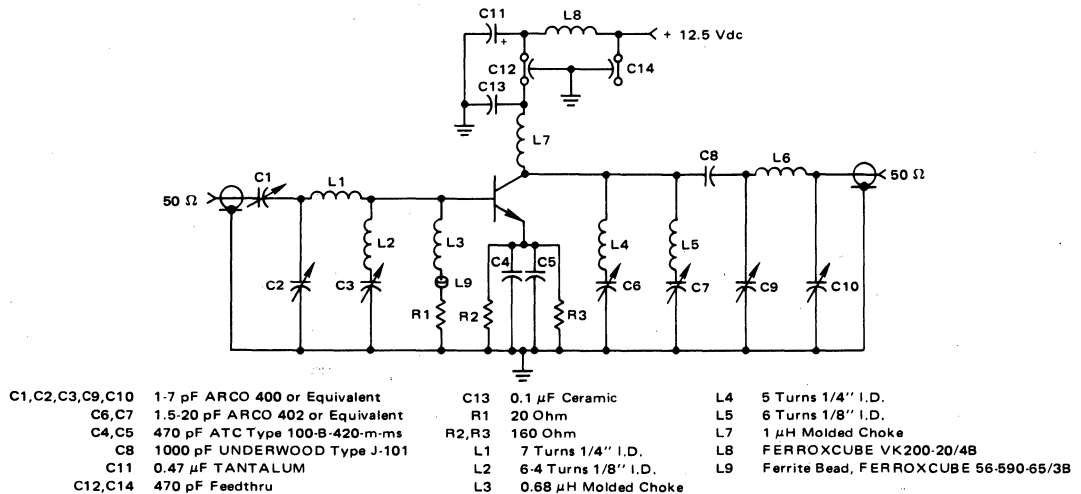 C11
L8
+
+ 12.5 Vdc
C12
C14
C13
L7
C8
L6
50 Ω
C1
L1
50 Ω
L2
L3
L4
L5
C4
C5
C2
C3
L9
C6
C7
C9
C10
R1
R2
R3
C1,C2,C3,C9,C10 1-7 pF ARCO 400 or Equivalent
C6,C7 1.5-20 pF ARCO 402 or Equivalent
C4,C5 470 pF ATC Type 100-B-420-m-ms
C8 1000 pF UNDERWOOD Type J-101
C11 0.47 μF TANTALUM
C12,C14 470 pF Feedthru
C13 0.1 μF Ceramic
R1 20 Ohm
R2,R3 160 Ohm
L1 7 Turns 1/4" I.D.
L2 6-4 Turns 1/8" I.D.
L3 0.68 μH Molded Choke
L4 5 Turns 1/4" I.D.
L5 6 Turns 1/8" I.D.
L7 1 μH Molded Choke
L8 FERROXCUBE VK200-20/4B
L9 Ferrite Bead, FERROXCUBE 56-590-65/3B